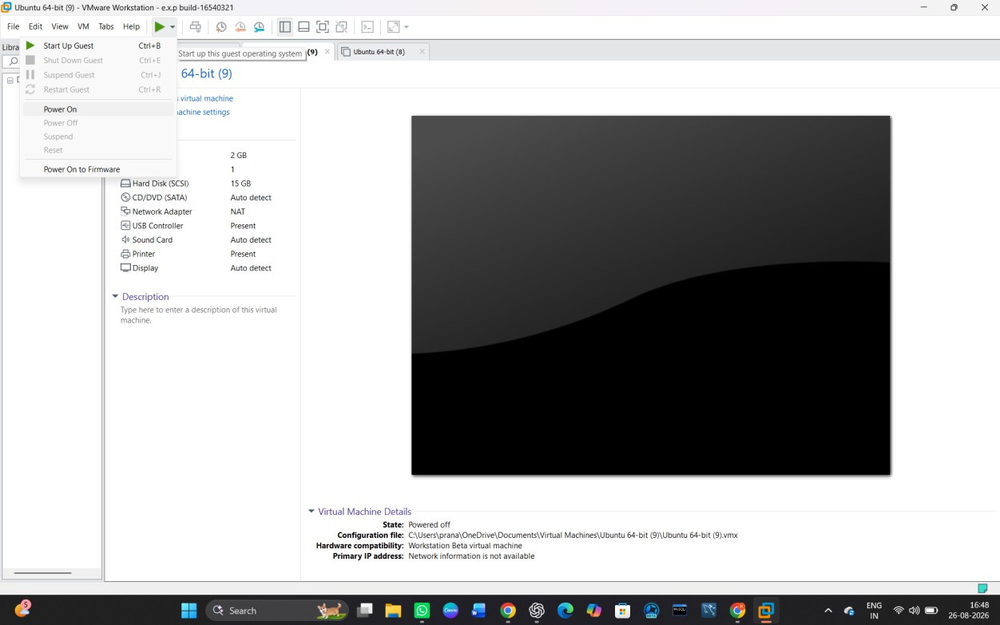 Ubuntu 64-bit (9) - VMware Workstation - e.x.p build-16540321
File Edit View VM Tabs Help
Libra
Start Up Guest Ctrl+B
Shut Down Guest Ctrl+E
Suspend Guest Ctrl+J
Restart Guest Ctrl+R
Power On
Power Off
Suspend
Reset
Power On to Firmware
Start up this guest operating system
(9)
Ubuntu 64-bit (8)
64-bit (9)
virtual machine
achine settings
2 GB
1
Hard Disk (SCSI) 15 GB
CD/DVD (SATA) Auto detect
Network Adapter NAT
USB Controller Present
Sound Card Auto detect
Printer Present
Display Auto detect
Description
Type here to enter a description of this virtual
machine.
Virtual Machine Details
State: Powered off
Configuration file: C:\Users\prana\OneDrive\Documents\Virtual Machines\Ubuntu 64-bit (9)\Ubuntu 64-bit (9).vmx
Hardware compatibility: Workstation Beta virtual machine
Primary IP address: Network information is not available
5
Search
ENG
IN
16:48
26-08-2026